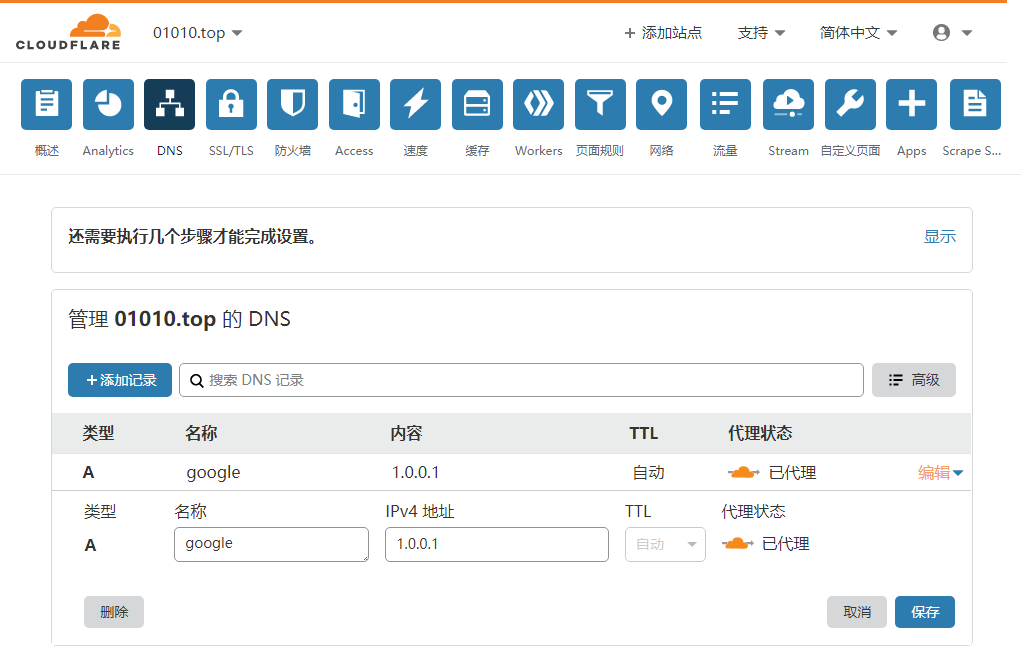 CLOUDFLARE
01010.top
+ 添加站点
支持
简体中文
概述
Analytics
DNS
SSL/TLS
防火墙
Access
速度
缓存
Workers
页面规则
网络
流量
Stream
自定义页面
Apps
Scrape S...
还需要执行几个步骤才能完成设置。
显示
管理 01010.top 的 DNS
+添加记录
搜索 DNS 记录
高级
类型 名称 内容 TTL 代理状态
A google 1.0.0.1 自动 已代理 编辑
类型 名称 IPv4 地址 TTL 代理状态
A google 1.0.0.1 自动 已代理
删除 取消 保存